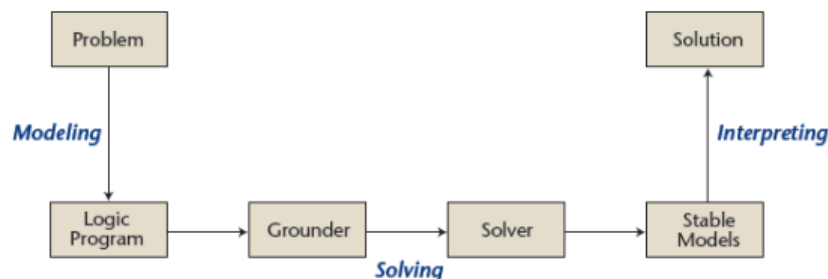 Problem
Solution
Modeling
Interpreting
Logic
Program
Grounder
Solver
Stable
Models
Solving